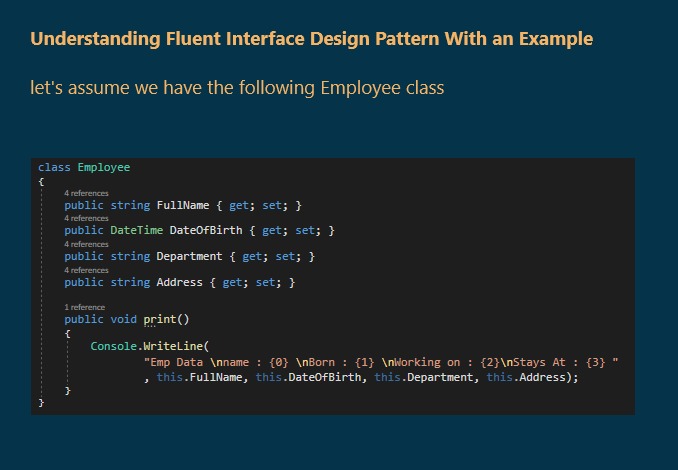 Understanding Fluent Interface Design Pattern With an Example
let's assume we have the following Employee class
class Employee
{
4 references
public string FullName { get; set; }
4 references
public DateTime DateOfBirth { get; set; }
4 references
public string Department { get; set; }
4 references
public string Address { get; set; }
1 reference
public void print()
{
Console.WriteLine(
"Emp Data \nname : {0} \nBorn : {1} \nWorking on : {2}\nStays At : {3} "
, this.FullName, this.DateOfBirth, this.Department, this.Address);
}
}